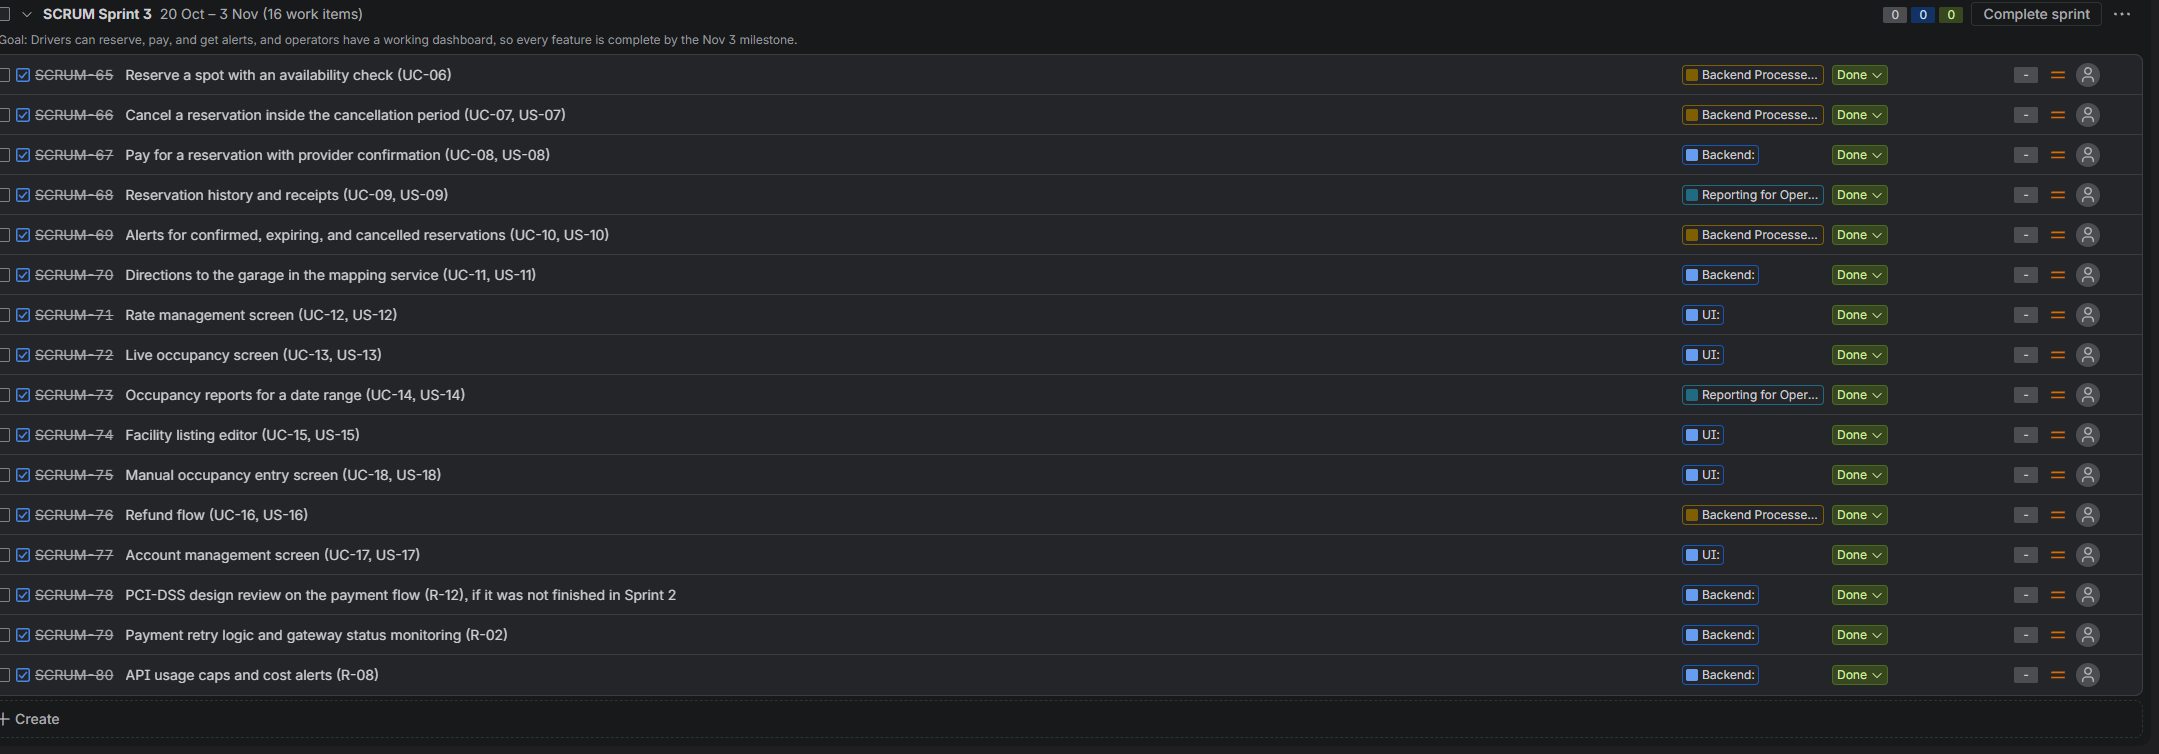 SCRUM Sprint 3 20 Oct – 3 Nov (16 work items) 0 0 0 Complete sprint
Goal: Drivers can reserve, pay, and get alerts, and operators have a working dashboard, so every feature is complete by the Nov 3 milestone.
SCRUM-65 Reserve a spot with an availability check (UC-06) Backend Processe... Done -
SCRUM-66 Cancel a reservation inside the cancellation period (UC-07, US-07) Backend Processe... Done -
SCRUM-67 Pay for a reservation with provider confirmation (UC-08, US-08) Backend: Done -
SCRUM-68 Reservation history and receipts (UC-09, US-09) Reporting for Oper... Done -
SCRUM-69 Alerts for confirmed, expiring, and cancelled reservations (UC-10, US-10) Backend Processe... Done -
SCRUM-70 Directions to the garage in the mapping service (UC-11, US-11) Backend: Done -
SCRUM-71 Rate management screen (UC-12, US-12) UI: Done -
SCRUM-72 Live occupancy screen (UC-13, US-13) UI: Done -
SCRUM-73 Occupancy reports for a date range (UC-14, US-14) Reporting for Oper... Done -
SCRUM-74 Facility listing editor (UC-15, US-15) UI: Done -
SCRUM-75 Manual occupancy entry screen (UC-18, US-18) UI: Done -
SCRUM-76 Refund flow (UC-16, US-16) Backend Processe... Done -
SCRUM-77 Account management screen (UC-17, US-17) UI: Done -
SCRUM-78 PCI-DSS design review on the payment flow (R-12), if it was not finished in Sprint 2 Backend: Done -
SCRUM-79 Payment retry logic and gateway status monitoring (R-02) Backend: Done -
SCRUM-80 API usage caps and cost alerts (R-08) Backend: Done -
+ Create